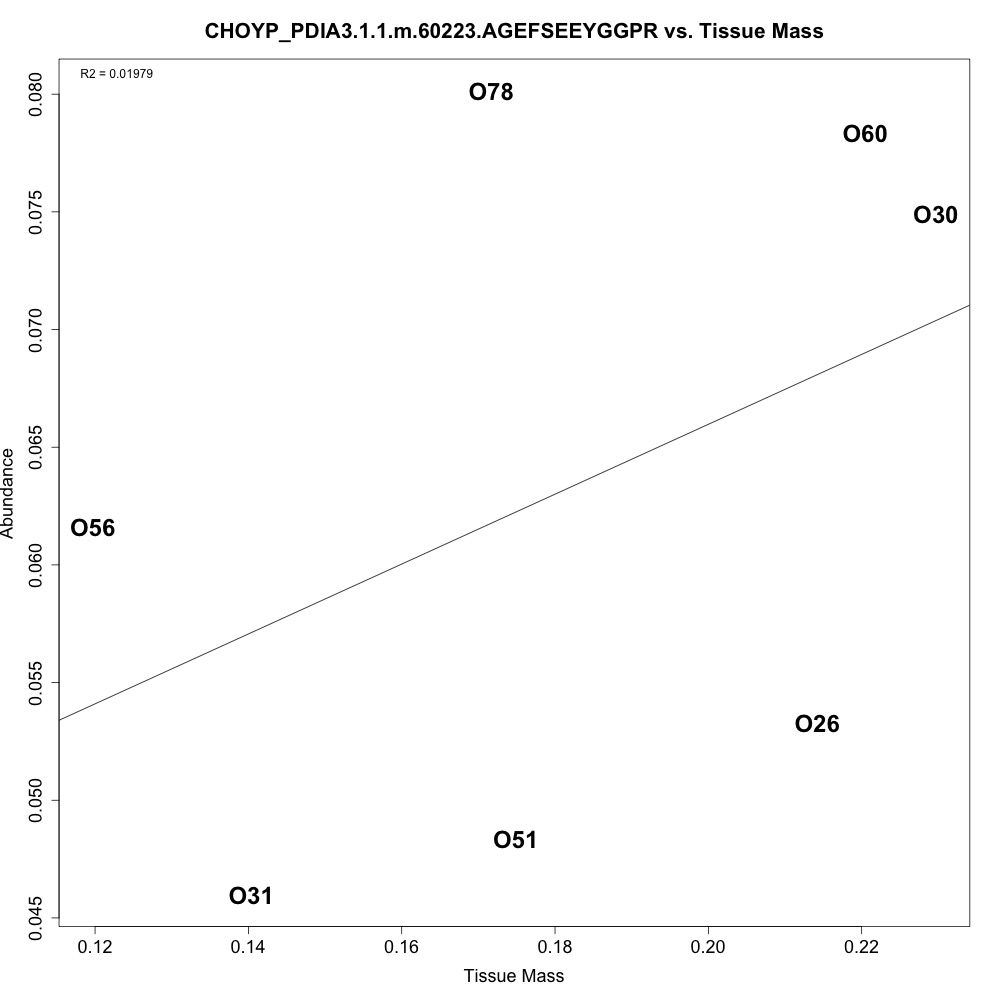 CHOYP_PDIA3.1.1.m.60223.AGEFSEEYGGPR vs. Tissue Mass
R2 = 0.01979
O78
O60
O30
O56
O26
O51
O31
Abundance
0.080
0.075
0.070
0.065
0.060
0.055
0.050
0.045
0.12 0.14 0.16 0.18 0.20 0.22
Tissue Mass